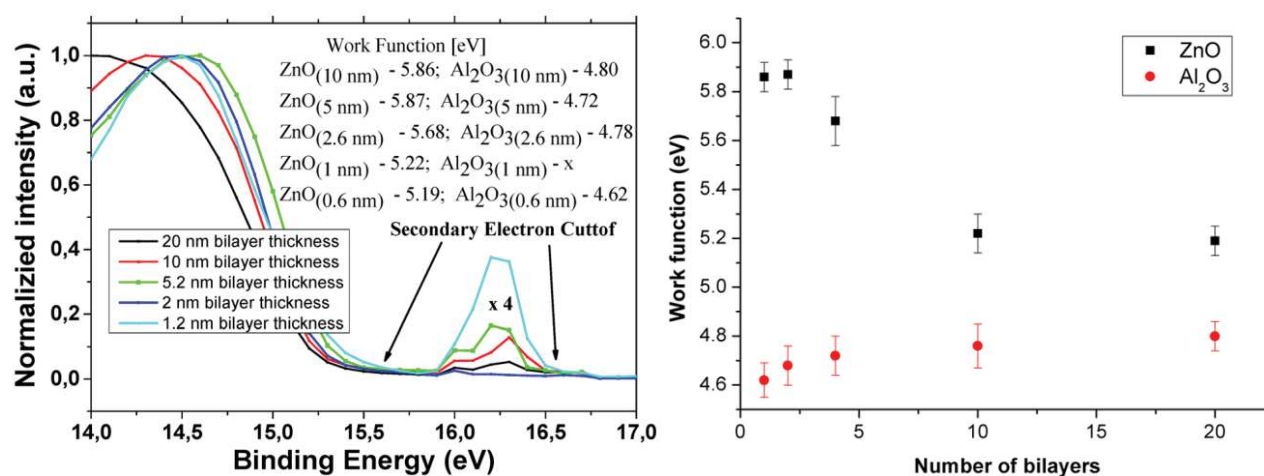 Normalizied intensity (a.u.)
1,0
0,8
0,6
0,4
0,2
0,0
Work Function [eV]
ZnO(10 nm) - 5.86; Al2O3(10 nm) - 4.80
ZnO(5 nm) - 5.87; Al2O3(5 nm) - 4.72
ZnO(2.6 nm) - 5.68; Al2O3(2.6 nm) - 4.78
ZnO(1 nm) - 5.22; Al2O3(1 nm) - x
ZnO(0.6 nm) - 5.19; Al2O3(0.6 nm) - 4.62
Secondary Electron Cuttof
20 nm bilayer thickness
10 nm bilayer thickness
5.2 nm bilayer thickness
2 nm bilayer thickness
1.2 nm bilayer thickness
x 4
14,0 14,5 15,0 15,5 16,0 16,5 17,0
Binding Energy (eV)
Work function (eV)
6.0
5.8
5.6
5.4
5.2
5.0
4.8
4.6
ZnO
Al2O3
0 5 10 15 20
Number of bilayers